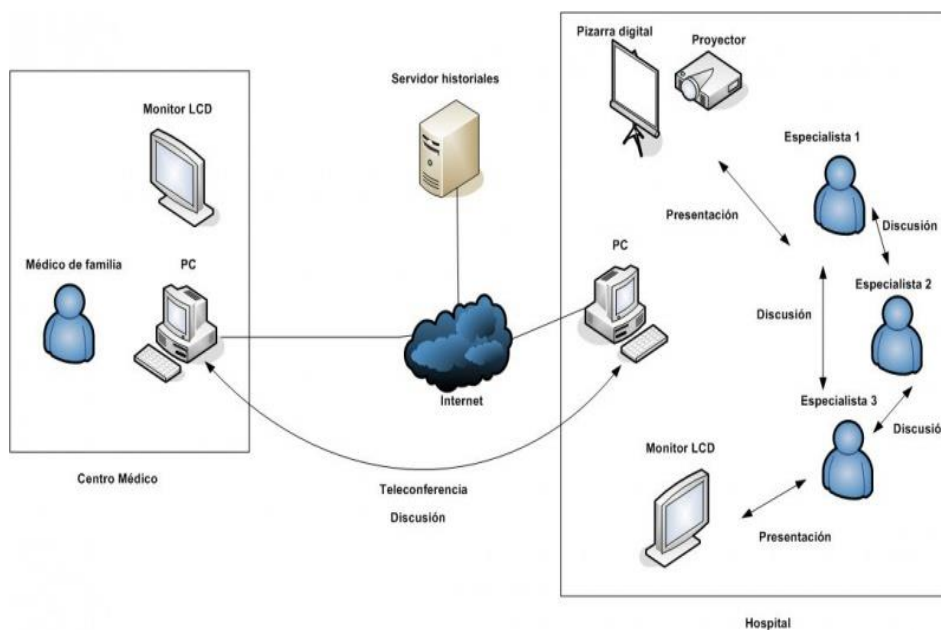 Pizarra digital
Proyector
Servidor historiales
Monitor LCD
Especialista 1
Presentación
Discusión
Médico de familia
PC
PC
Especialista 2
Discusión
Internet
Especialista 3
Discusión
Monitor LCD
Centro Médico
Teleconferencia
Discusión
Presentación
Hospital